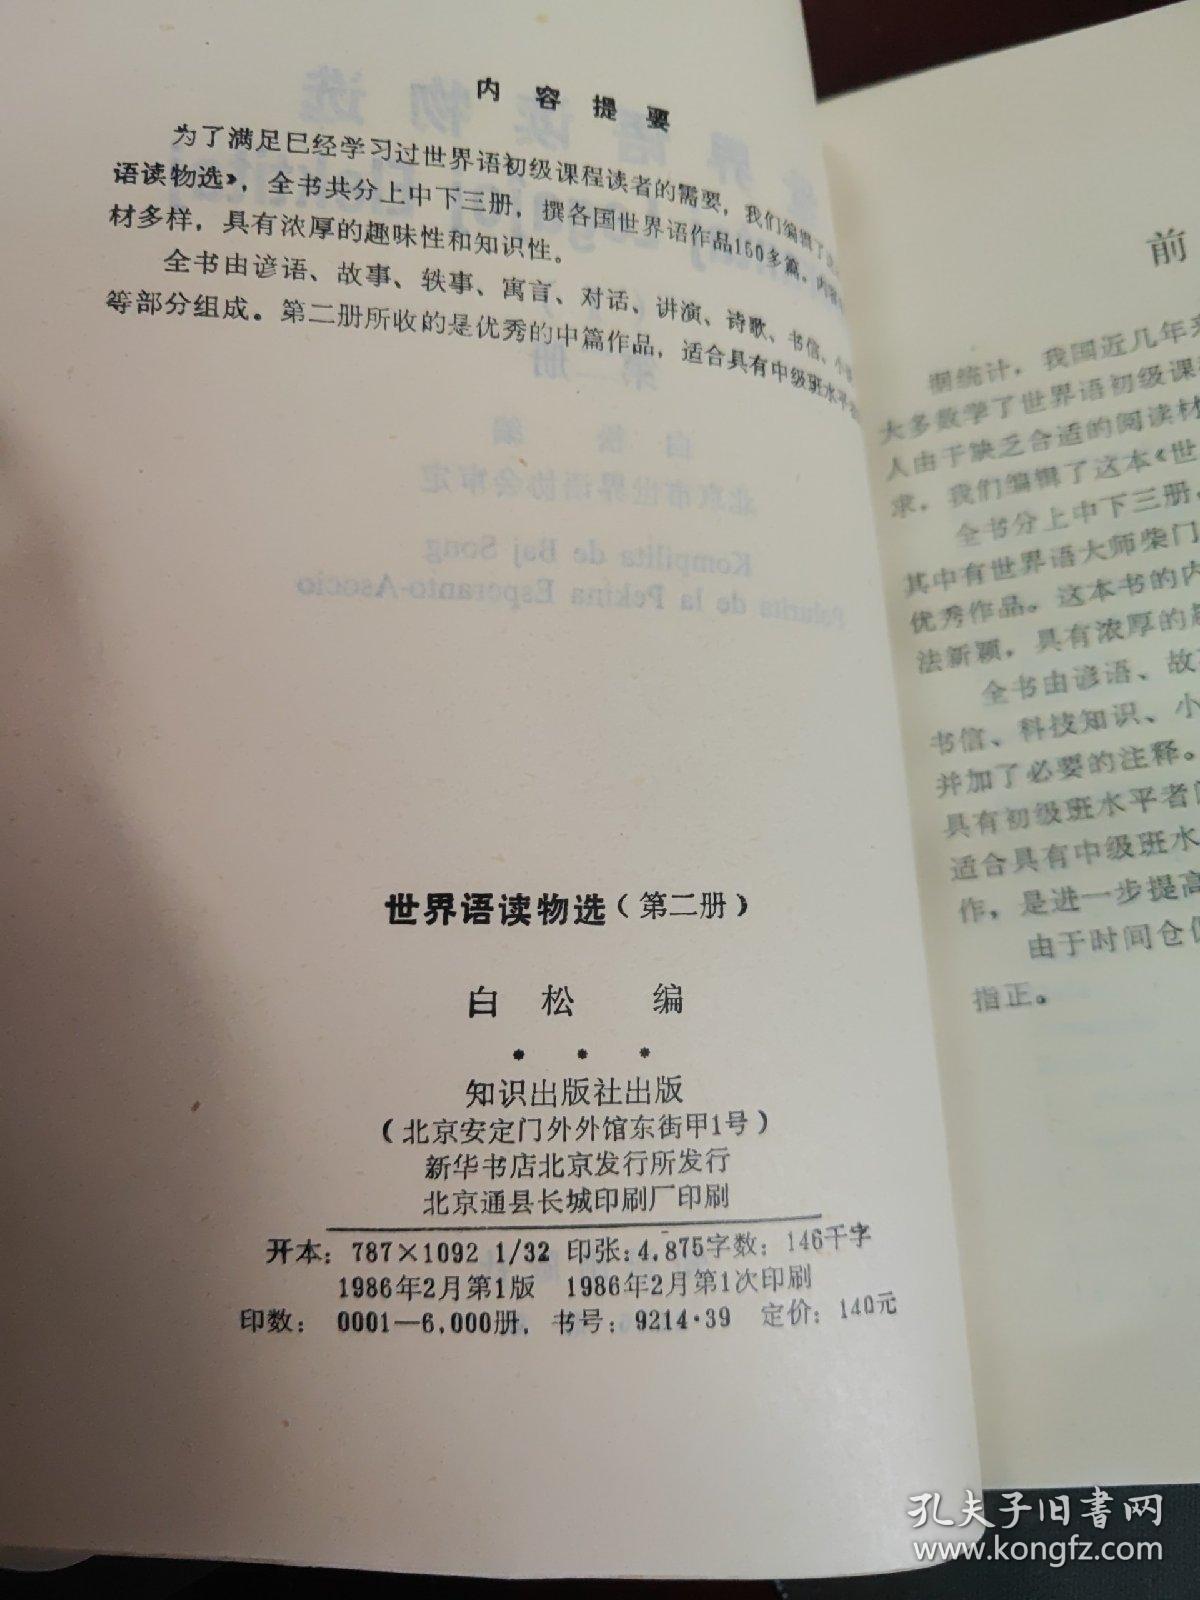 内容提要
为了满足已经学习过世界语初级课程读者的需要，我们编辑了
语读物选》，全书共分上中下三册，撰各国世界语作品150多篇。内容
材多样，具有浓厚的趣味性和知识性。
全书由谚语、故事、轶事、寓言、对话、讲演、诗歌、书信、小
等部分组成。第二册所收的是优秀的中篇作品，适合具有中级班水平者
世界语读物选（第二册）
白 松 编
知识出版社出版
（北京安定门外外馆东街甲1号）
新华书店北京发行所发行
北京通县长城印刷厂印刷
开本：787×1092 1/32 印张：4.875字数：146千字
1986年2月第1版 1986年2月第1次印刷
印数：0001—6,000册． 书号：9214·39 定价：140元
前
据统计，我国近几年来
大多数学了世界语初级课
人由于缺乏合适的阅读材
求，我们编辑了这本《世
全书分上中下三册，
其中有世界语大师柴门
优秀作品。这本书的内
法新颖，具有浓厚的趣
全书由谚语、故
书信、科技知识、小
并加了必要的注释。
具有初级班水平者
适合具有中级班水
作，是进一步提高
由于时间仓
指正。
孔夫子旧书网
www.kongfz.com